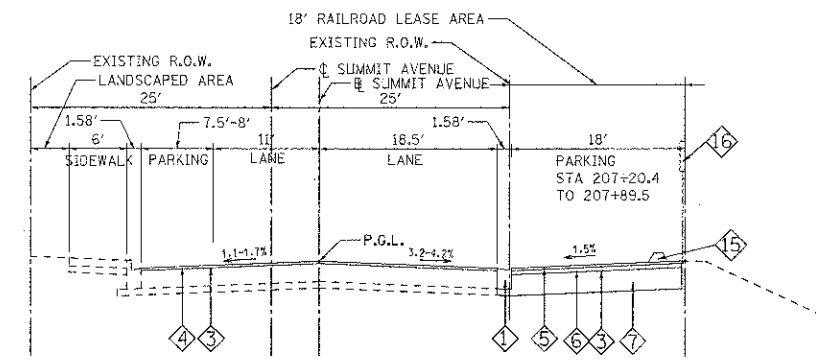 18' RAILROAD LEASE AREA
EXISTING R.O.W.
EXISTING R.O.W.
LANDSCAPED AREA
℄ SUMMIT AVENUE
SUMMIT AVENUE
25' 25'
1.58' 7.5'-8' 1.58'
6' 11' 18.5' 18'
SIDEWALK PARKING LANE LANE PARKING
STA 207+20.4
TO 207+89.5
16
P.G.L.
1.1-1.7% 3.2-4.2% 1.5%
15
4 3 1 5 6 3 7